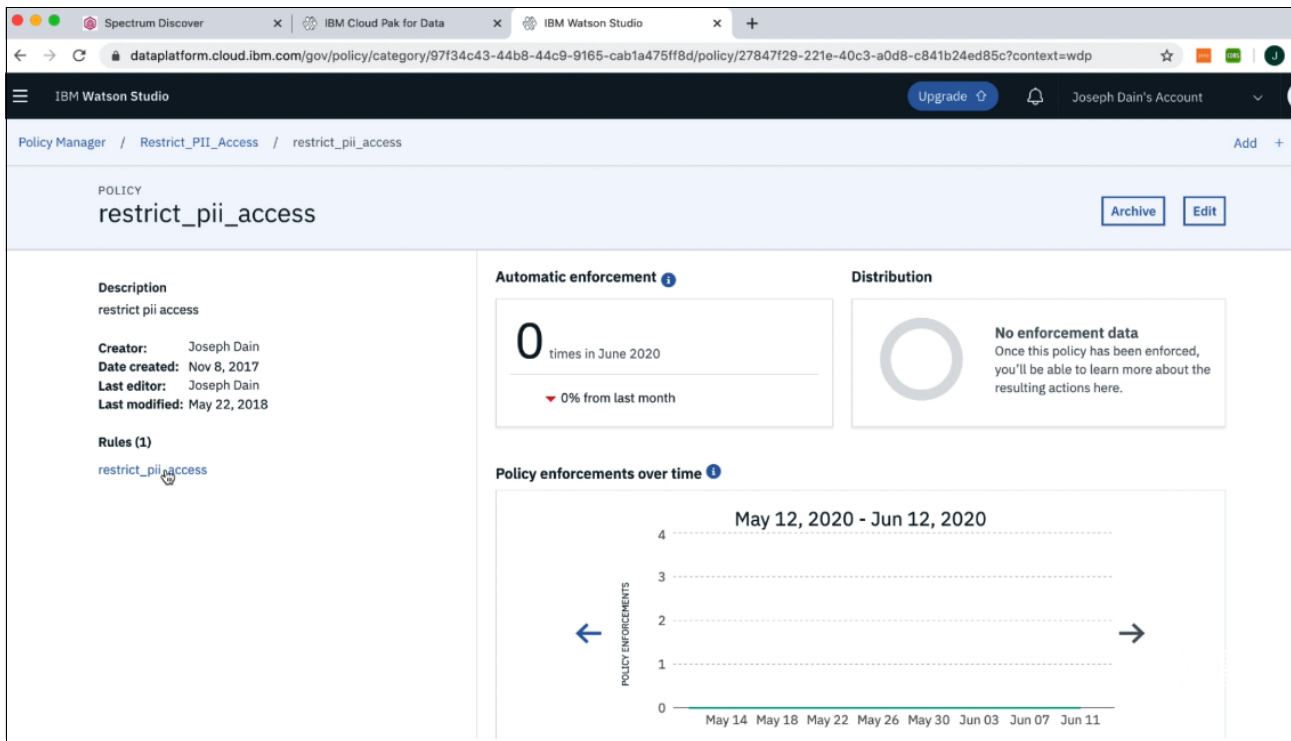 Spectrum Discover
IBM Cloud Pak for Data
IBM Watson Studio
dataplatform.cloud.ibm.com/gov/policy/category/97f34c43-44b8-44c9-9165-cab1a475ff8d/policy/27847f29-221e-40c3-a0d8-c841b24ed85c?context=wdp
J
IBM Watson Studio
Upgrade
Joseph Dain's Account
Policy Manager / Restrict_PII_Access / restrict_pii_access
Add +
POLICY
restrict_pii_access
Archive
Edit
Description
restrict pii access
Creator: Joseph Dain
Date created: Nov 8, 2017
Last editor: Joseph Dain
Last modified: May 22, 2018
Rules (1)
restrict_pii_access
Automatic enforcement
0 times in June 2020
0% from last month
Distribution
No enforcement data
Once this policy has been enforced,
you'll be able to learn more about the
resulting actions here.
Policy enforcements over time
May 12, 2020 - Jun 12, 2020
POLICY ENFORCEMENTS
4
3
2
1
0
May 14 May 18 May 22 May 26 May 30 Jun 03 Jun 07 Jun 11